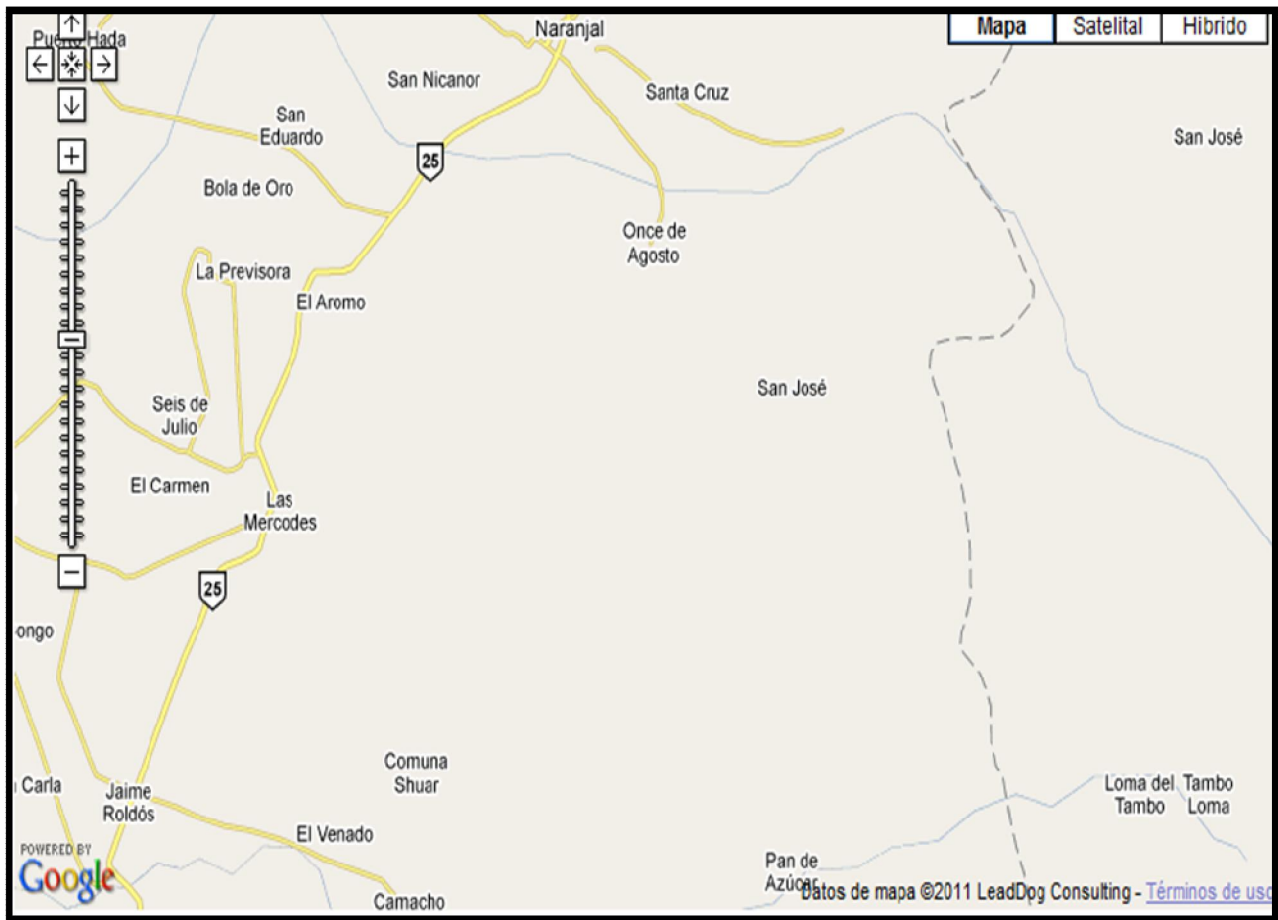 Puerto Hada
Naranjal
Mapa
Satelital
Hibrido
San Nicanor
Santa Cruz
San
Eduardo
San José
25
Bola de Oro
Once de
Agosto
La Previsora
El Aromo
San José
Seis de
Julio
El Carmen
Las
Mercodes
25
ongo
Comuna
Shuar
Carla
Jaime
Roldós
Loma del
Tambo
Tambo
Loma
El Venado
POWERED BY
Google
Pan de
Azúcar
Datos de mapa ©2011 LeadDog Consulting - Términos de uso
Camacho